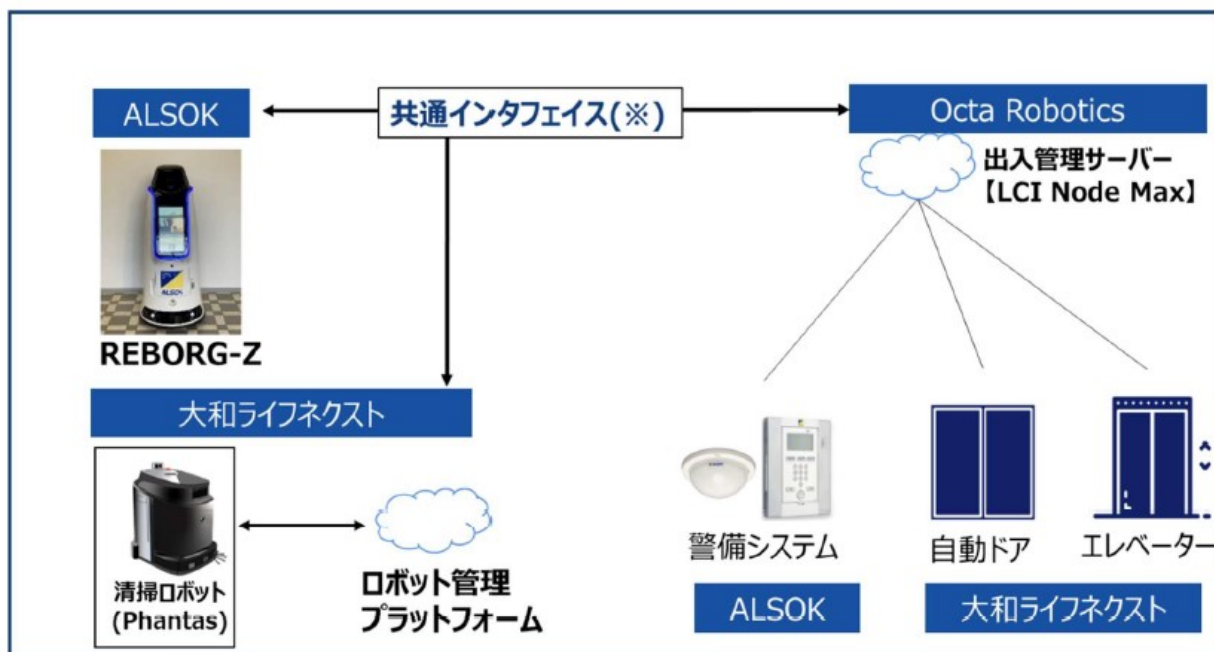 ALSOK
共通インタフェイス(※)
Octa Robotics
出入管理サーバー
【LCI Node Max】
ALSOK
REBORG-Z
大和ライフネクスト
清掃ロボット
(Phantas)
ロボット管理
プラットフォーム
警備システム
自動ドア
エレベーター
ALSOK
大和ライフネクスト